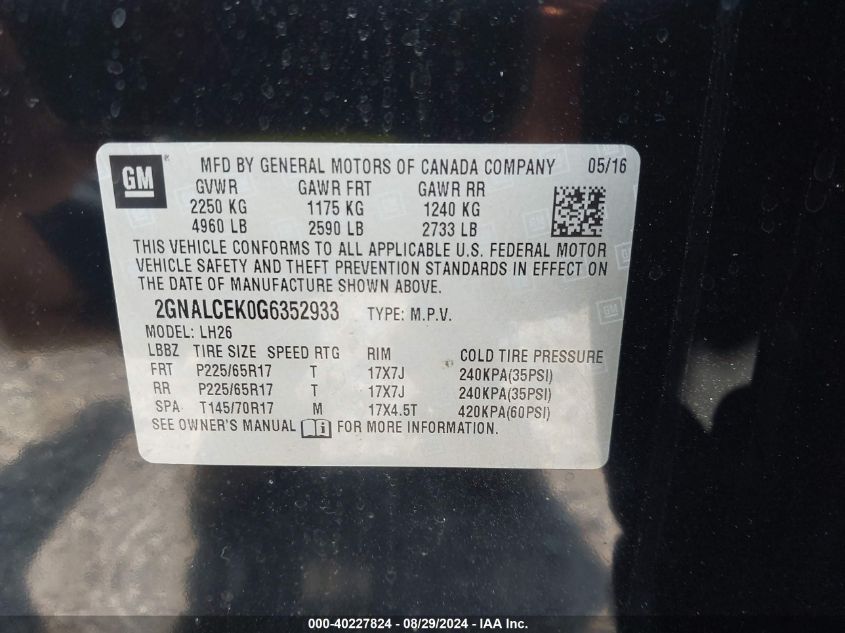 GM ® MFD BY GENERAL MOTORS OF CANADA COMPANY 05/16
GVWR GAWR FRT GAWR RR
2250 KG 1175 KG 1240 KG
4960 LB 2590 LB 2733 LB
THIS VEHICLE CONFORMS TO ALL APPLICABLE U.S. FEDERAL MOTOR
VEHICLE SAFETY AND THEFT PREVENTION STANDARDS IN EFFECT ON
THE DATE OF MANUFACTURE SHOWN ABOVE.
2GNALCEK0G6352933 TYPE: M.P.V.
MODEL: LH26
LBBZ TIRE SIZE SPEED RTG RIM COLD TIRE PRESSURE
FRT P225/65R17 T 17X7J 240KPA(35PSI)
RR P225/65R17 T 17X7J 240KPA(35PSI)
SPA T145/70R17 M 17X4.5T 420KPA(60PSI)
SEE OWNER'S MANUAL i FOR MORE INFORMATION.
000-40227824 - 08/29/2024 - IAA Inc.